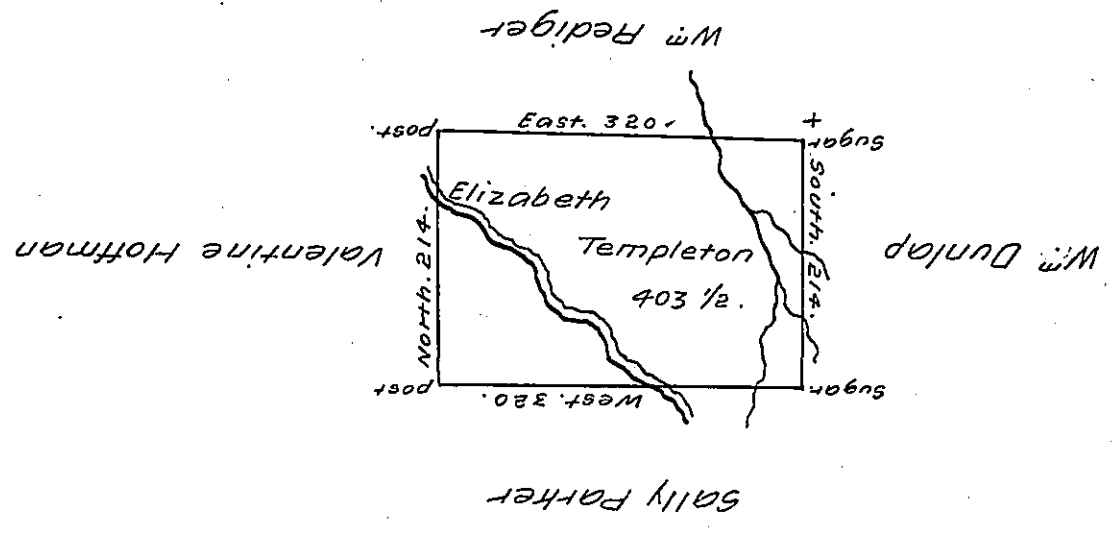 Wm Rediger
post.
East. 320.
+
Sugar
Elizabeth
Templeton
403 1/2.
North. 214.
South. 214.
Valentine Hoffman
Wm Dunlap
post
West. 320.
Sugar
Sally Parker